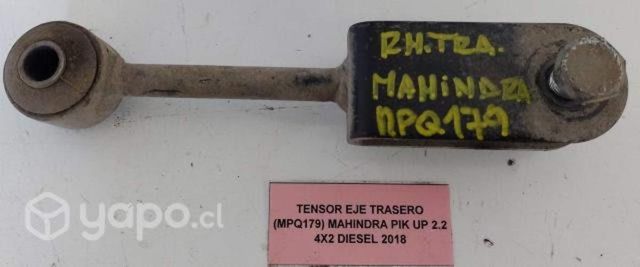 RH.TRA.
MAHINDRA
MPQ179
TENSOR EJE TRASERO
(MPQ179) MAHINDRA PIK UP 2.2
4X2 DIESEL 2018
yapo.cl